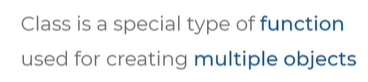 Class is a special type of function
used for creating multiple objects